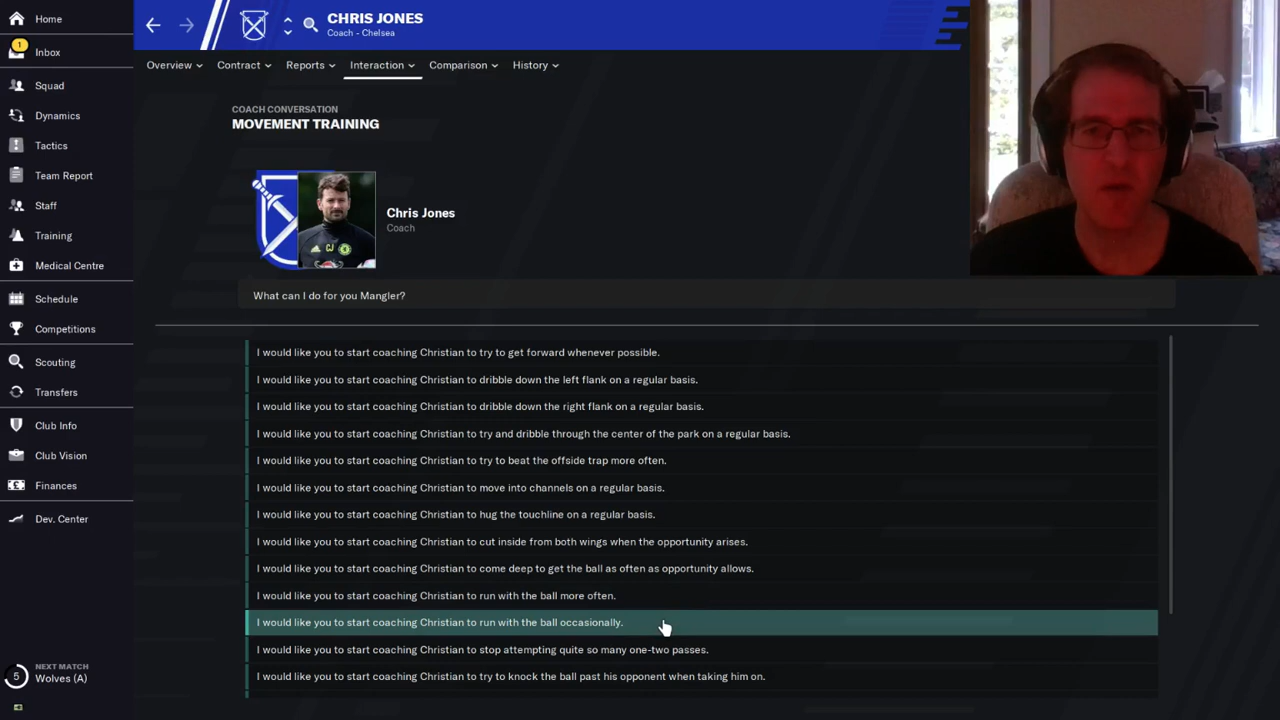 Home
1
Inbox
Squad
Dynamics
Tactics
Team Report
Staff
Training
Medical Centre
Schedule
Competitions
Scouting
Transfers
Club Info
Club Vision
Finances
Dev. Center
5
NEXT MATCH
Wolves (A)
CHRIS JONES
Coach - Chelsea
Overview
Contract
Reports
Interaction
Comparison
History
COACH CONVERSATION
MOVEMENT TRAINING
CJ
Chris Jones
Coach
What can I do for you Mangler?
I would like you to start coaching Christian to try to get forward whenever possible.
I would like you to start coaching Christian to dribble down the left flank on a regular basis.
I would like you to start coaching Christian to dribble down the right flank on a regular basis.
I would like you to start coaching Christian to try and dribble through the center of the park on a regular basis.
I would like you to start coaching Christian to try to beat the offside trap more often.
I would like you to start coaching Christian to move into channels on a regular basis.
I would like you to start coaching Christian to hug the touchline on a regular basis.
I would like you to start coaching Christian to cut inside from both wings when the opportunity arises.
I would like you to start coaching Christian to come deep to get the ball as often as opportunity allows.
I would like you to start coaching Christian to run with the ball more often.
I would like you to start coaching Christian to run with the ball occasionally.
I would like you to start coaching Christian to stop attempting quite so many one-two passes.
I would like you to start coaching Christian to try to knock the ball past his opponent when taking him on.